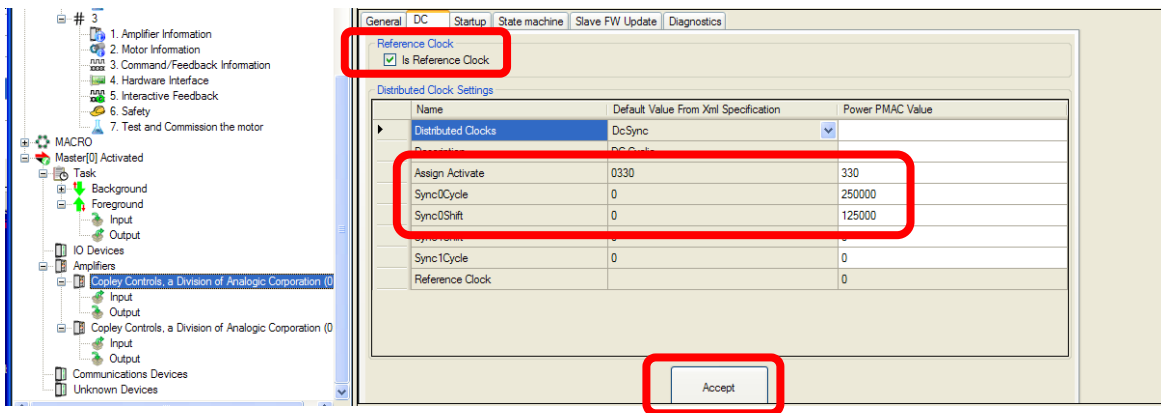 # 3
1. Amplifier Information
2. Motor Information
3. Command/Feedback Information
4. Hardware Interface
5. Interactive Feedback
6. Safety
7. Test and Commission the motor
MACRO
Master[0] Activated
Task
Background
Foreground
Input
Output
IO Devices
Amplifiers
Copley Controls, a Division of Analogic Corporation (0
Input
Output
Copley Controls, a Division of Analogic Corporation (0
Input
Output
Communications Devices
Unknown Devices
General DC Startup State machine Slave FW Update Diagnostics
Reference Clock
Is Reference Clock
Distributed Clock Settings
Name Default Value From Xml Specification Power PMAC Value
Distributed Clocks DcSync
Assign Activate 0330 330
Sync0Cycle 0 250000
Sync0Shift 0 125000
Sync1Cycle 0 0
Reference Clock 0
Accept